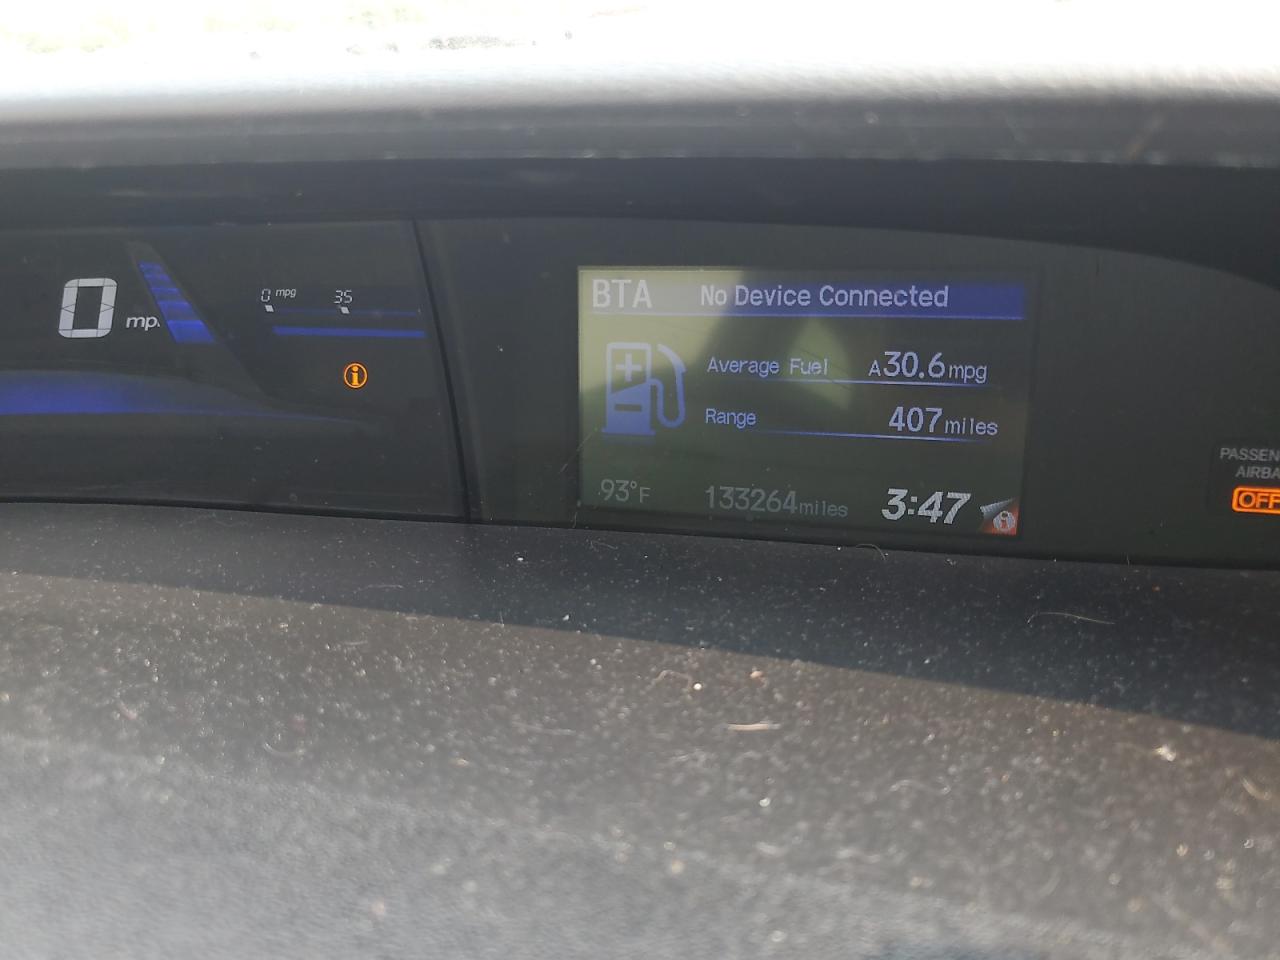 0 mp
0 mpg 35
BTA No Device Connected
Average Fuel A30.6mpg
Range 407miles
93°F 133264miles 3:47
PASSEN
AIRBA
OFF